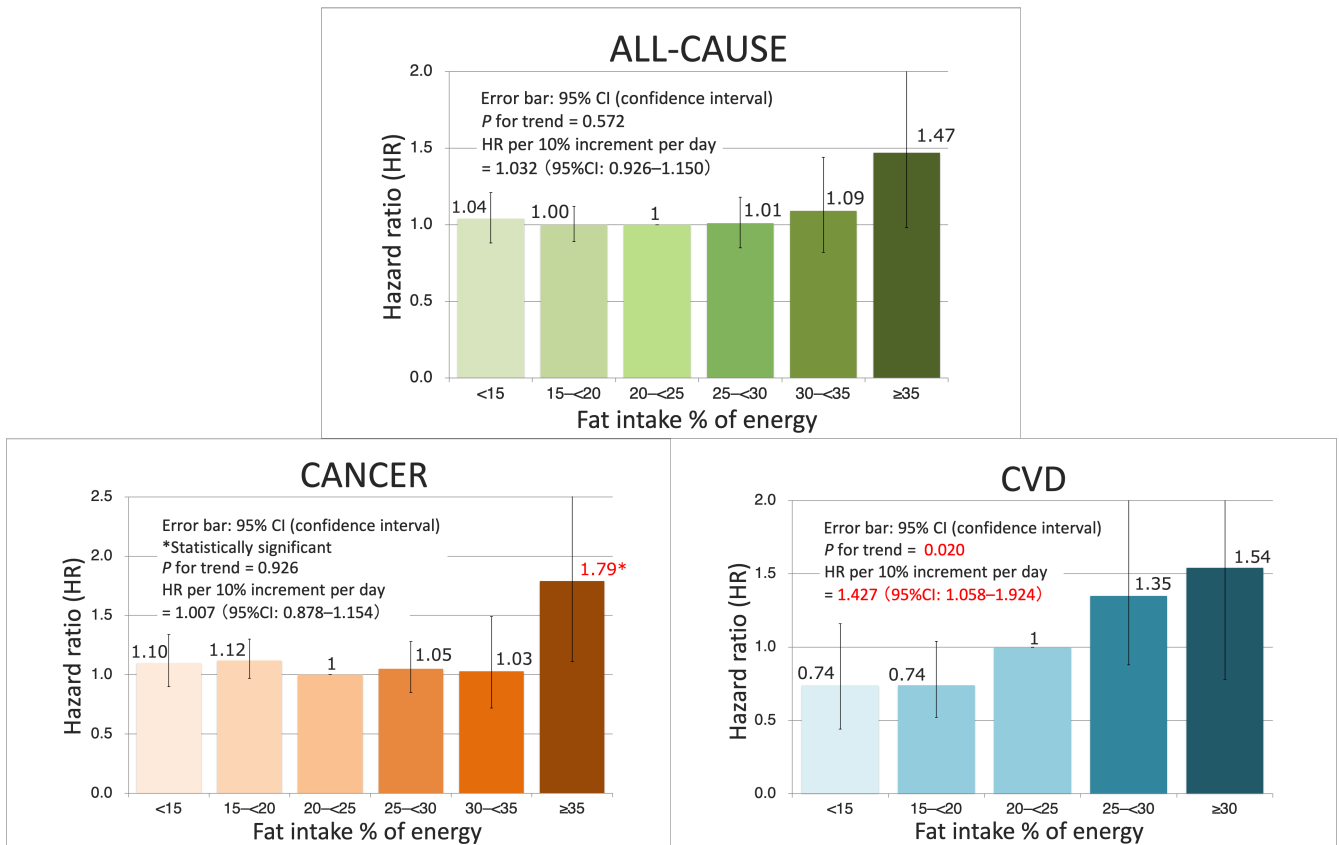 ALL-CAUSE
Hazard ratio (HR)
2.0
1.5
1.0
0.5
0.0
Error bar: 95% CI (confidence interval)
P for trend = 0.572
HR per 10% increment per day
= 1.032（95%CI: 0.926–1.150）
1.04
1.00
1
1.01
1.09
1.47
<15
15–<20
20–<25
25–<30
30–<35
≥35
Fat intake % of energy
CANCER
Hazard ratio (HR)
2.5
2.0
1.5
1.0
0.5
0.0
Error bar: 95% CI (confidence interval)
*Statistically significant
P for trend = 0.926
HR per 10% increment per day
= 1.007（95%CI: 0.878–1.154）
1.10
1.12
1
1.05
1.03
1.79*
<15
15–<20
20–<25
25–<30
30–<35
≥35
Fat intake % of energy
CVD
Hazard ratio (HR)
2.0
1.5
1.0
0.5
0.0
Error bar: 95% CI (confidence interval)
P for trend = 0.020
HR per 10% increment per day
= 1.427（95%CI: 1.058–1.924）
0.74
0.74
1
1.35
1.54
<15
15–<20
20–<25
25–<30
≥30
Fat intake % of energy